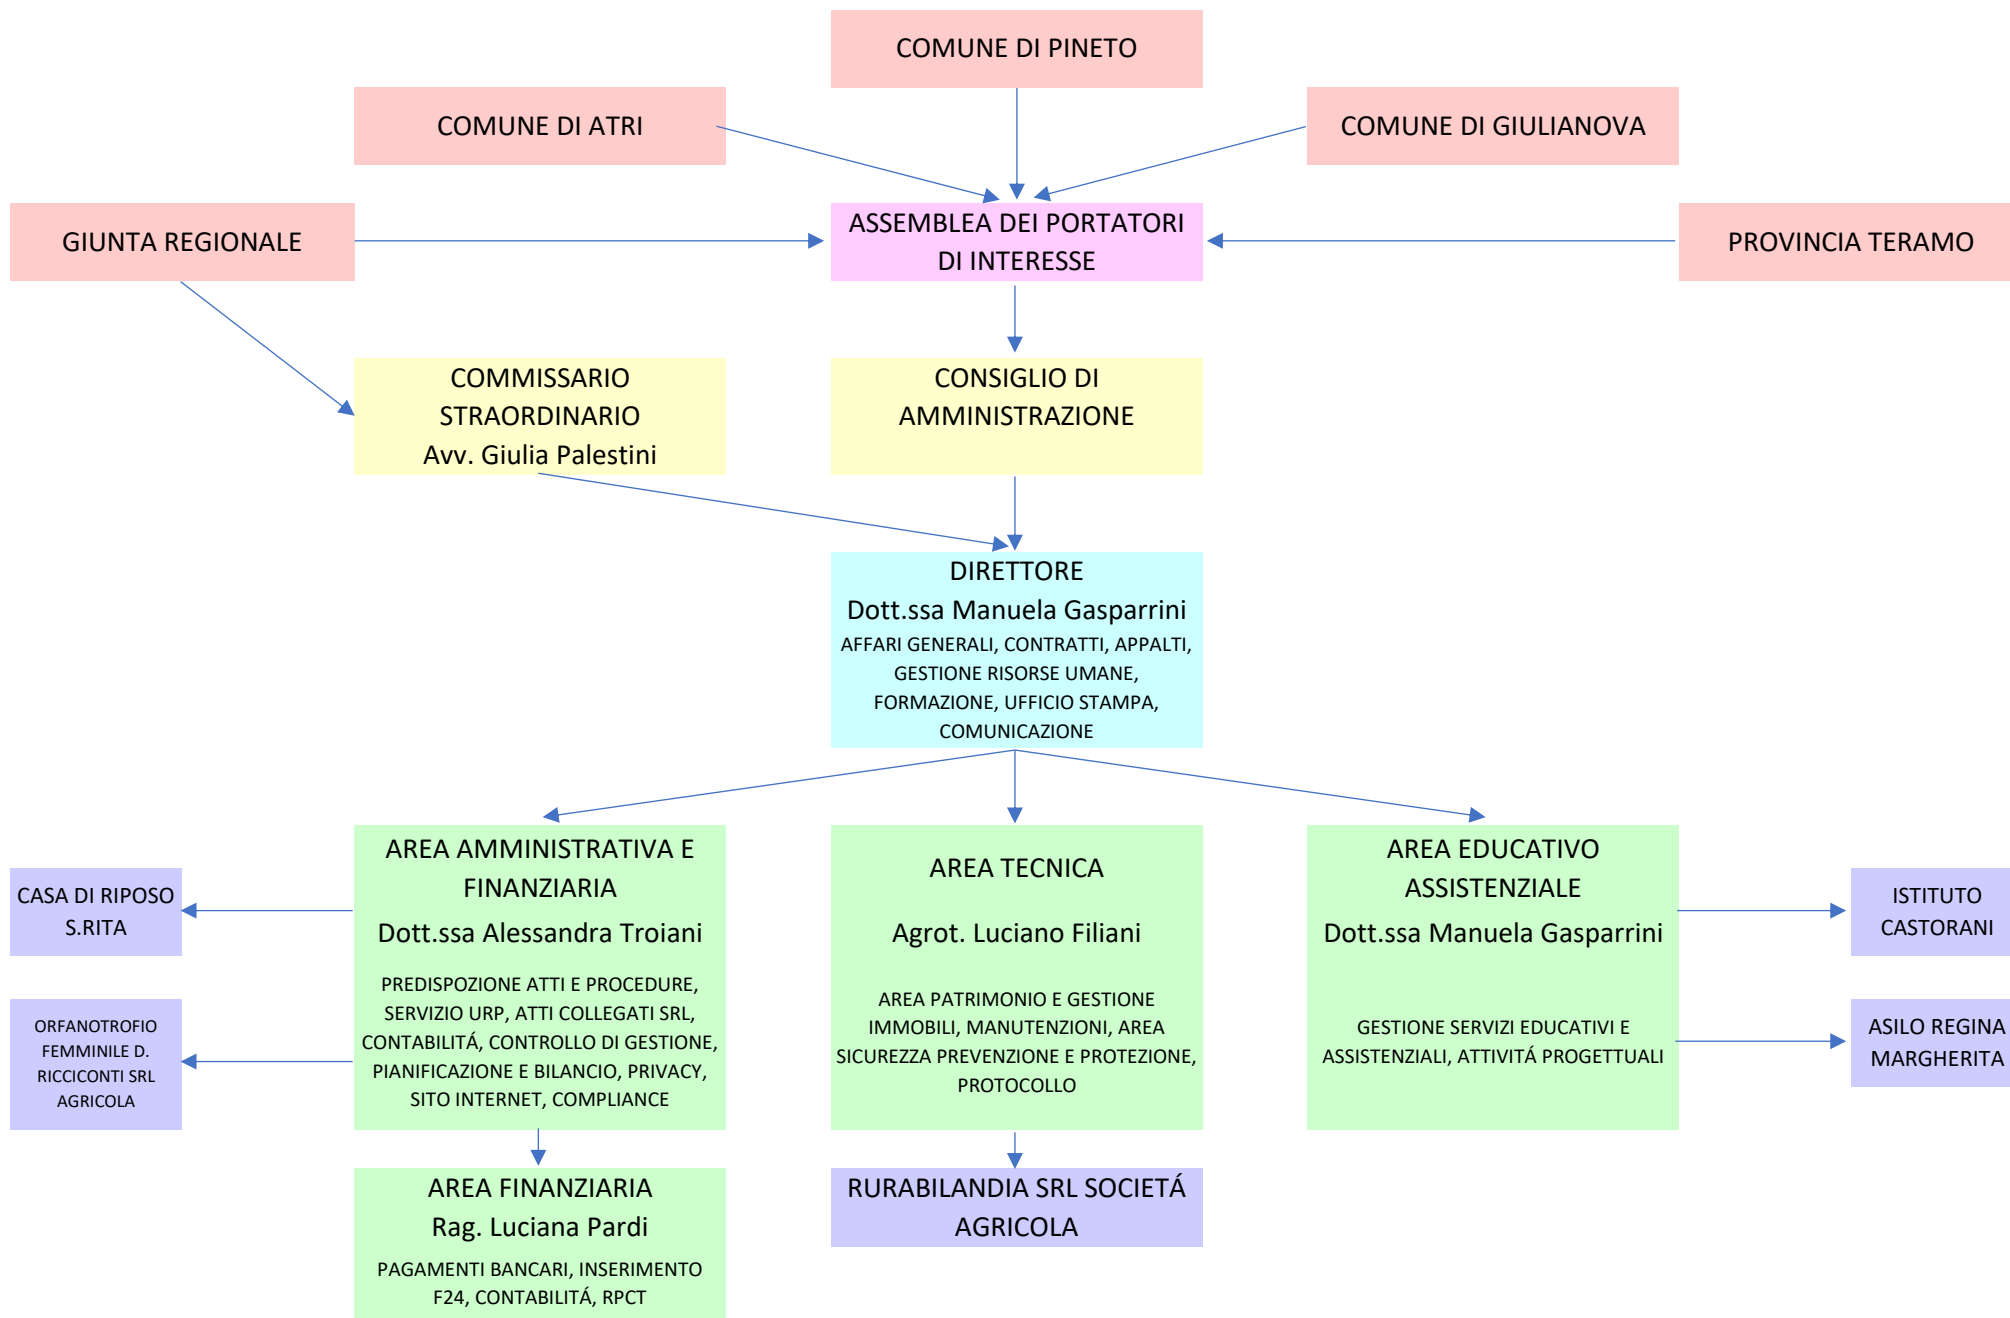 COMUNE DI PINETO
COMUNE DI ATRI
COMUNE DI GIULIANOVA
GIUNTA REGIONALE
ASSEMBLEA DEI PORTATORI
DI INTERESSE
PROVINCIA TERAMO
COMMISSARIO
STRAORDINARIO
Avv. Giulia Palestini
CONSIGLIO DI
AMMINISTRAZIONE
DIRETTORE
Dott.ssa Manuela Gasparrini
AFFARI GENERALI, CONTRATTI, APPALTI,
GESTIONE RISORSE UMANE,
FORMAZIONE, UFFICIO STAMPA,
COMUNICAZIONE
CASA DI RIPOSO
S.RITA
ORFANOTROFIO
FEMMINILE D.
RICCICONTI SRL
AGRICOLA
AREA AMMINISTRATIVA E
FINANZIARIA
Dott.ssa Alessandra Troiani
PREDISPOZIONE ATTI E PROCEDURE,
SERVIZIO URP, ATTI COLLEGATI SRL,
CONTABILITÁ, CONTROLLO DI GESTIONE,
PIANIFICAZIONE E BILANCIO, PRIVACY,
SITO INTERNET, COMPLIANCE
AREA TECNICA
Agrot. Luciano Filiani
AREA PATRIMONIO E GESTIONE
IMMOBILI, MANUTENZIONI, AREA
SICUREZZA PREVENZIONE E PROTEZIONE,
PROTOCOLLO
AREA EDUCATIVO
ASSISTENZIALE
Dott.ssa Manuela Gasparrini
GESTIONE SERVIZI EDUCATIVI E
ASSISTENZIALI, ATTIVITÁ PROGETTUALI
ISTITUTO
CASTORANI
ASILO REGINA
MARGHERITA
AREA FINANZIARIA
Rag. Luciana Pardi
PAGAMENTI BANCARI, INSERIMENTO
F24, CONTABILITÁ, RPCT
RURABILANDIA SRL SOCIETÁ
AGRICOLA